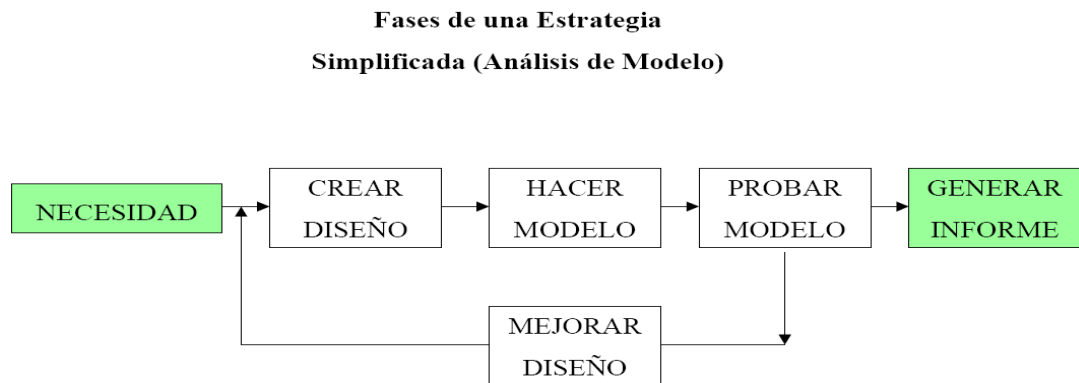 Fases de una Estrategia
Simplificada (Análisis de Modelo)
NECESIDAD
CREAR
DISEÑO
HACER
MODELO
PROBAR
MODELO
GENERAR
INFORME
MEJORAR
DISEÑO